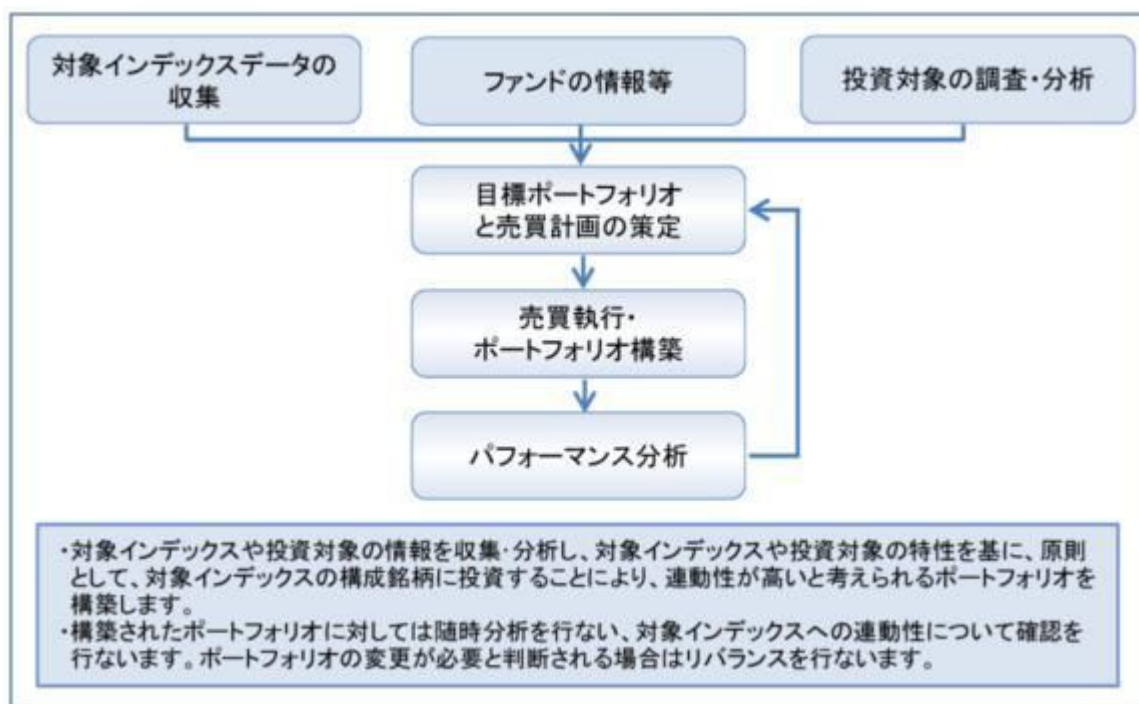 対象インデックスデータの
収集
ファンドの情報等
投資対象の調査・分析
目標ポートフォリオ
と売買計画の策定
売買執行・
ポートフォリオ構築
パフォーマンス分析
・対象インデックスや投資対象の情報を収集・分析し、対象インデックスや投資対象の特性を基に、原則
として、対象インデックスの構成銘柄に投資することにより、連動性が高いと考えられるポートフォリオを
構築します。
・構築されたポートフォリオに対しては随時分析を行ない、対象インデックスへの連動性について確認を
行ないます。ポートフォリオの変更が必要と判断される場合はリバランスを行ないます。